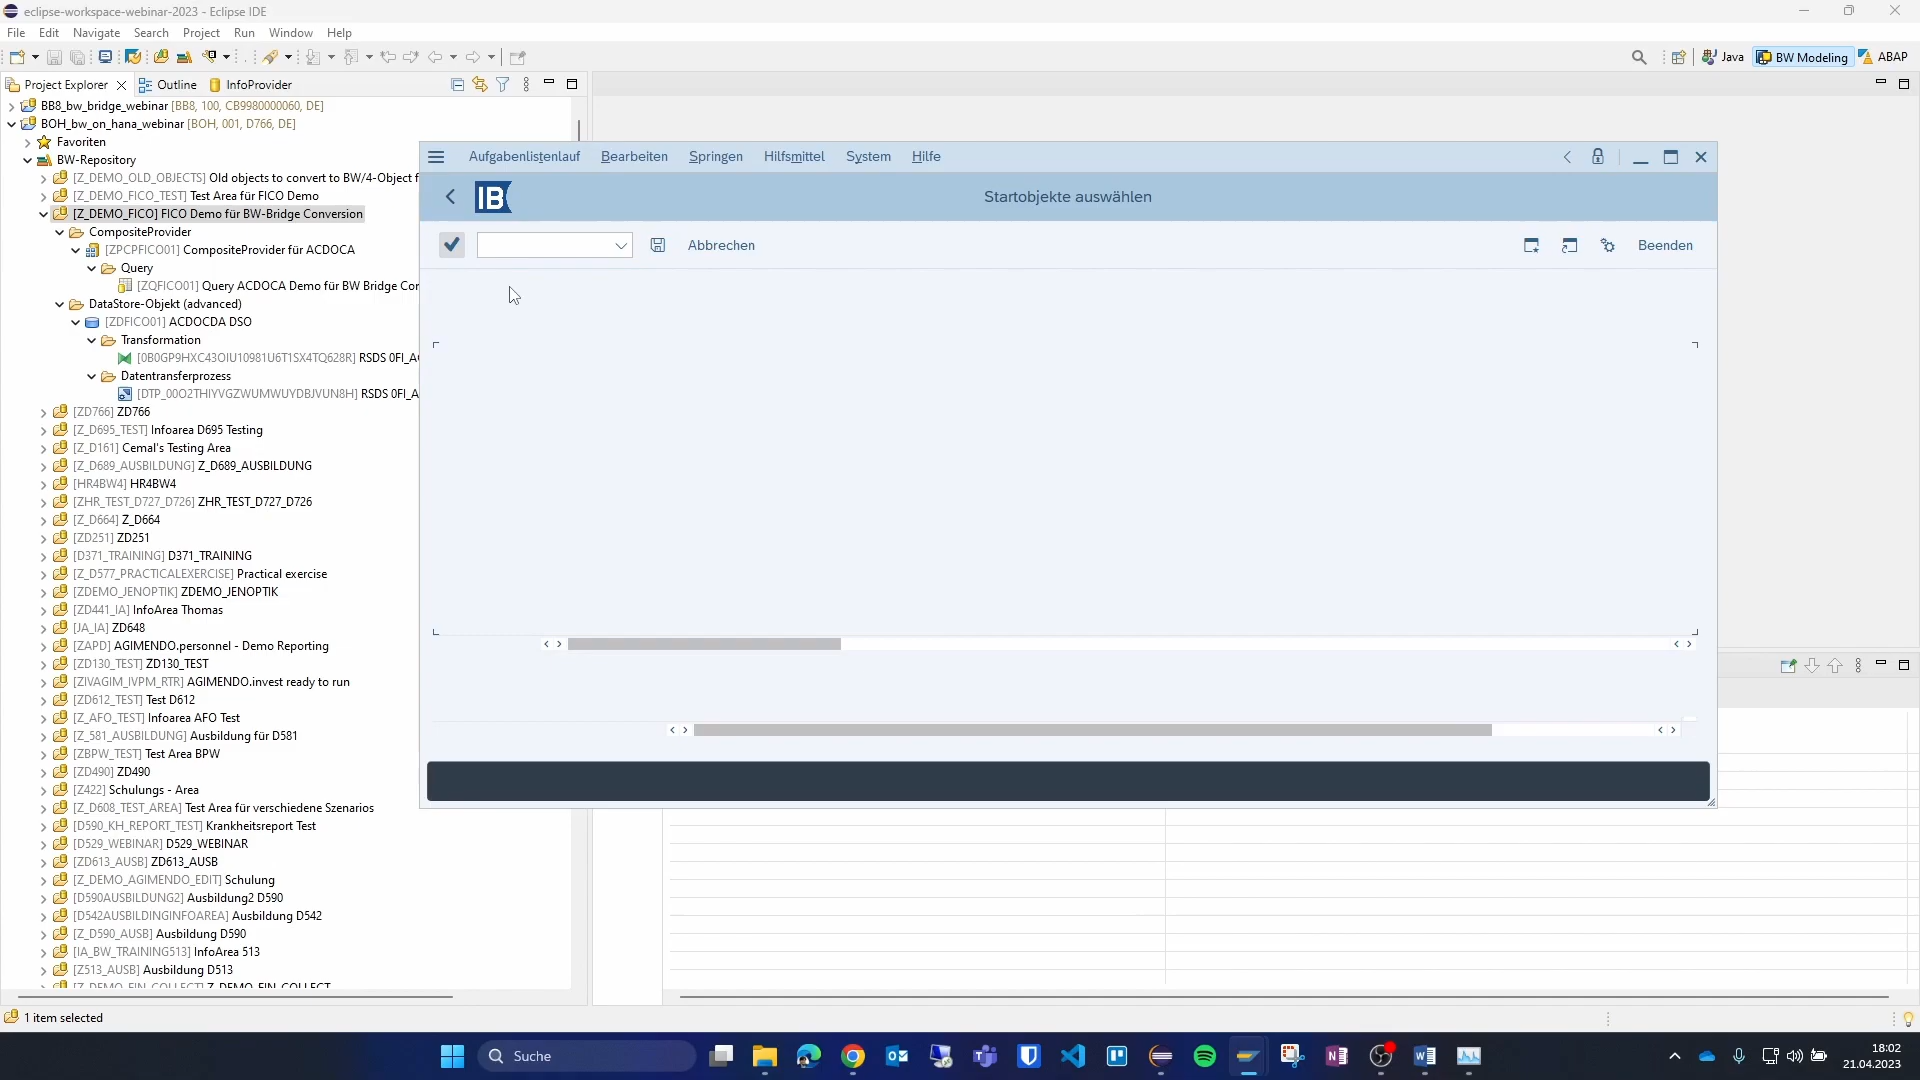 eclipse-workspace-webinar-2023 - Eclipse IDE
File Edit Navigate Search Project Run Window Help
Java BW Modeling ABAP
Project Explorer Outline InfoProvider
BB8_bw_bridge_webinar [BB8, 100, CB9980000060, DE]
BOH_bw_on_hana_webinar [BOH, 001, D766, DE]
Favoriten
BW-Repository
[Z_DEMO_OLD_OBJECTS] Old objects to convert to BW/4-Object f
[Z_DEMO_FICO_TEST] Test Area für FICO Demo
[Z_DEMO_FICO] FICO Demo für BW-Bridge Conversion
CompositeProvider
[ZPCPFICO01] CompositeProvider für ACDOCA
Query
[ZQFICO01] Query ACDOCA Demo für BW Bridge Cor
DataStore-Objekt (advanced)
[ZDFICO01] ACDOCDA DSO
Transformation
[0B0GP9HXC43OIU10981U6T1SX4TQ628R] RSDS 0FI_AC
Datentransferprozess
[DTP_00O2THIYVGZWUMWUYDBJVUN8H] RSDS 0FI_A
[ZD766] ZD766
[Z_D695_TEST] Infoarea D695 Testing
[Z_D161] Cemal's Testing Area
[Z_D689_AUSBILDUNG] Z_D689_AUSBILDUNG
[HR4BW4] HR4BW4
[ZHR_TEST_D727_D726] ZHR_TEST_D727_D726
[Z_D664] Z_D664
[ZD251] ZD251
[D371_TRAINING] D371_TRAINING
[Z_D577_PRACTICALEXERCISE] Practical exercise
[ZDEMO_JENOPTIK] ZDEMO_JENOPTIK
[ZD441_IA] InfoArea Thomas
[JA_IA] ZD648
[ZAPD] AGIMENDO.personnel - Demo Reporting
[ZD130_TEST] ZD130_TEST
[ZIVAGIM_IVPM_RTR] AGIMENDO.invest ready to run
[ZD612_TEST] Test D612
[Z_AFO_TEST] Infoarea AFO Test
[Z_581_AUSBILDUNG] Ausbildung für D581
[ZBPW_TEST] Test Area BPW
[ZD490] ZD490
[Z422] Schulungs - Area
[Z_D608_TEST_AREA] Test Area für verschiedene Szenarios
[D590_KH_REPORT_TEST] Krankheitsreport Test
[D529_WEBINAR] D529_WEBINAR
[ZD613_AUSB] ZD613_AUSB
[Z_DEMO_AGIMENDO_EDIT] Schulung
[D590AUSBILDUNG2] Ausbildung2 D590
[D542AUSBILDINGINFOAREA] Ausbildung D542
[Z_D590_AUSB] Ausbildung D590
[IA_BW_TRAINING513] InfoArea 513
[Z513_AUSB] Ausbildung D513
[Z_DEMO_FIN_COLLECT] Z_DEMO_FIN_COLLECT
1 item selected
Aufgabenlistenlauf Bearbeiten Springen Hilfsmittel System Hilfe
IB
Startobjekte auswählen
Abbrechen
Beenden
Suche
18:02
21.04.2023